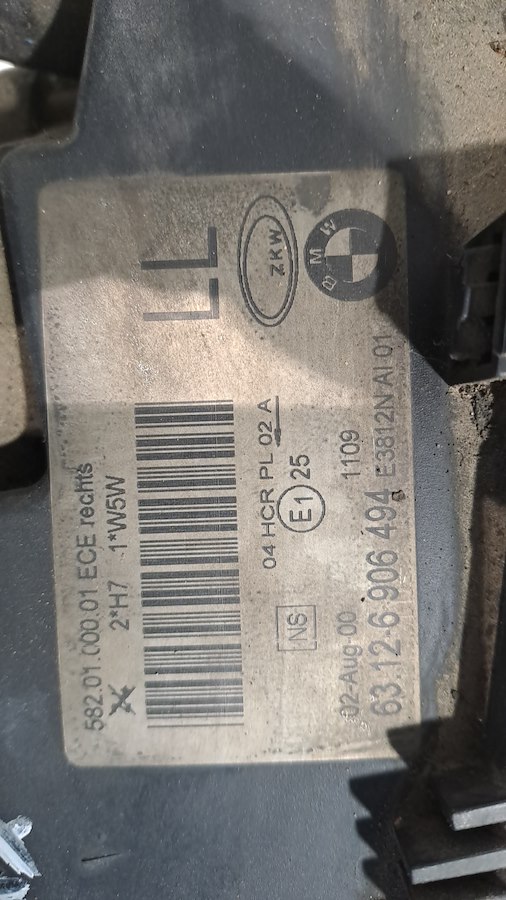 582.01.000.01 ECE rechts
2*H7 1*W5W
LL
04 HCR PL 02 A
E1 25
NS
ZKW
02-Aug-00 1109
63.12-6 906 494 E3812N AI 01
BMW